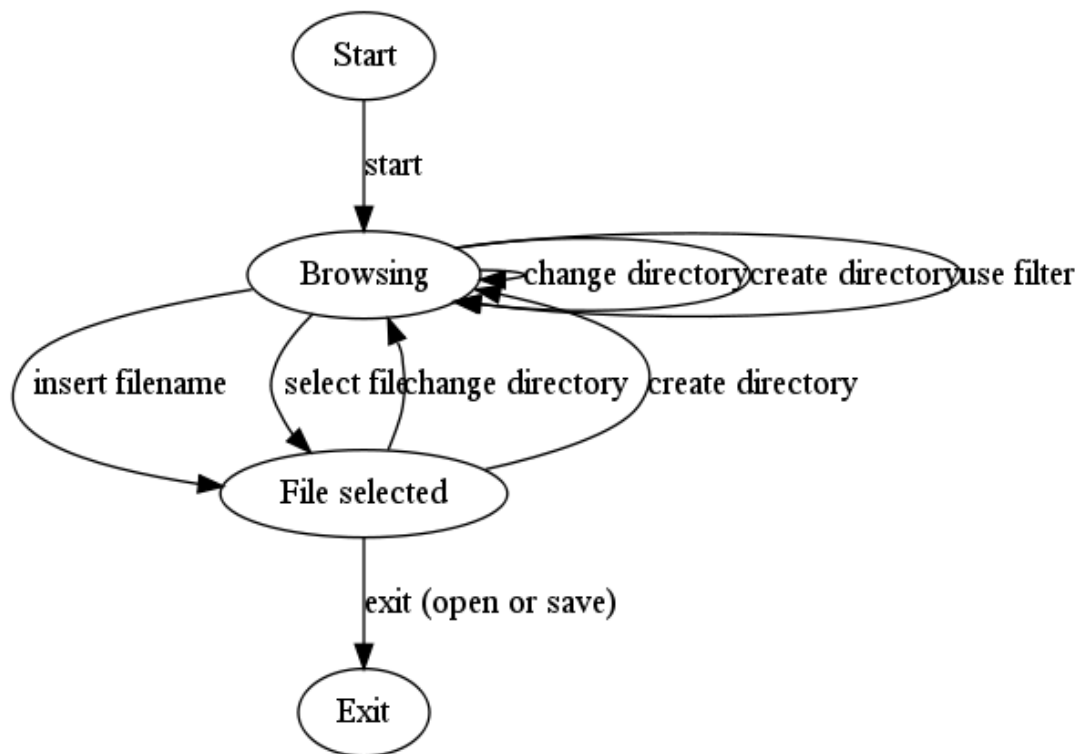 Start
start
Browsing
change directory
create directory
use filter
insert filename
select file
change directory
create directory
File selected
exit (open or save)
Exit